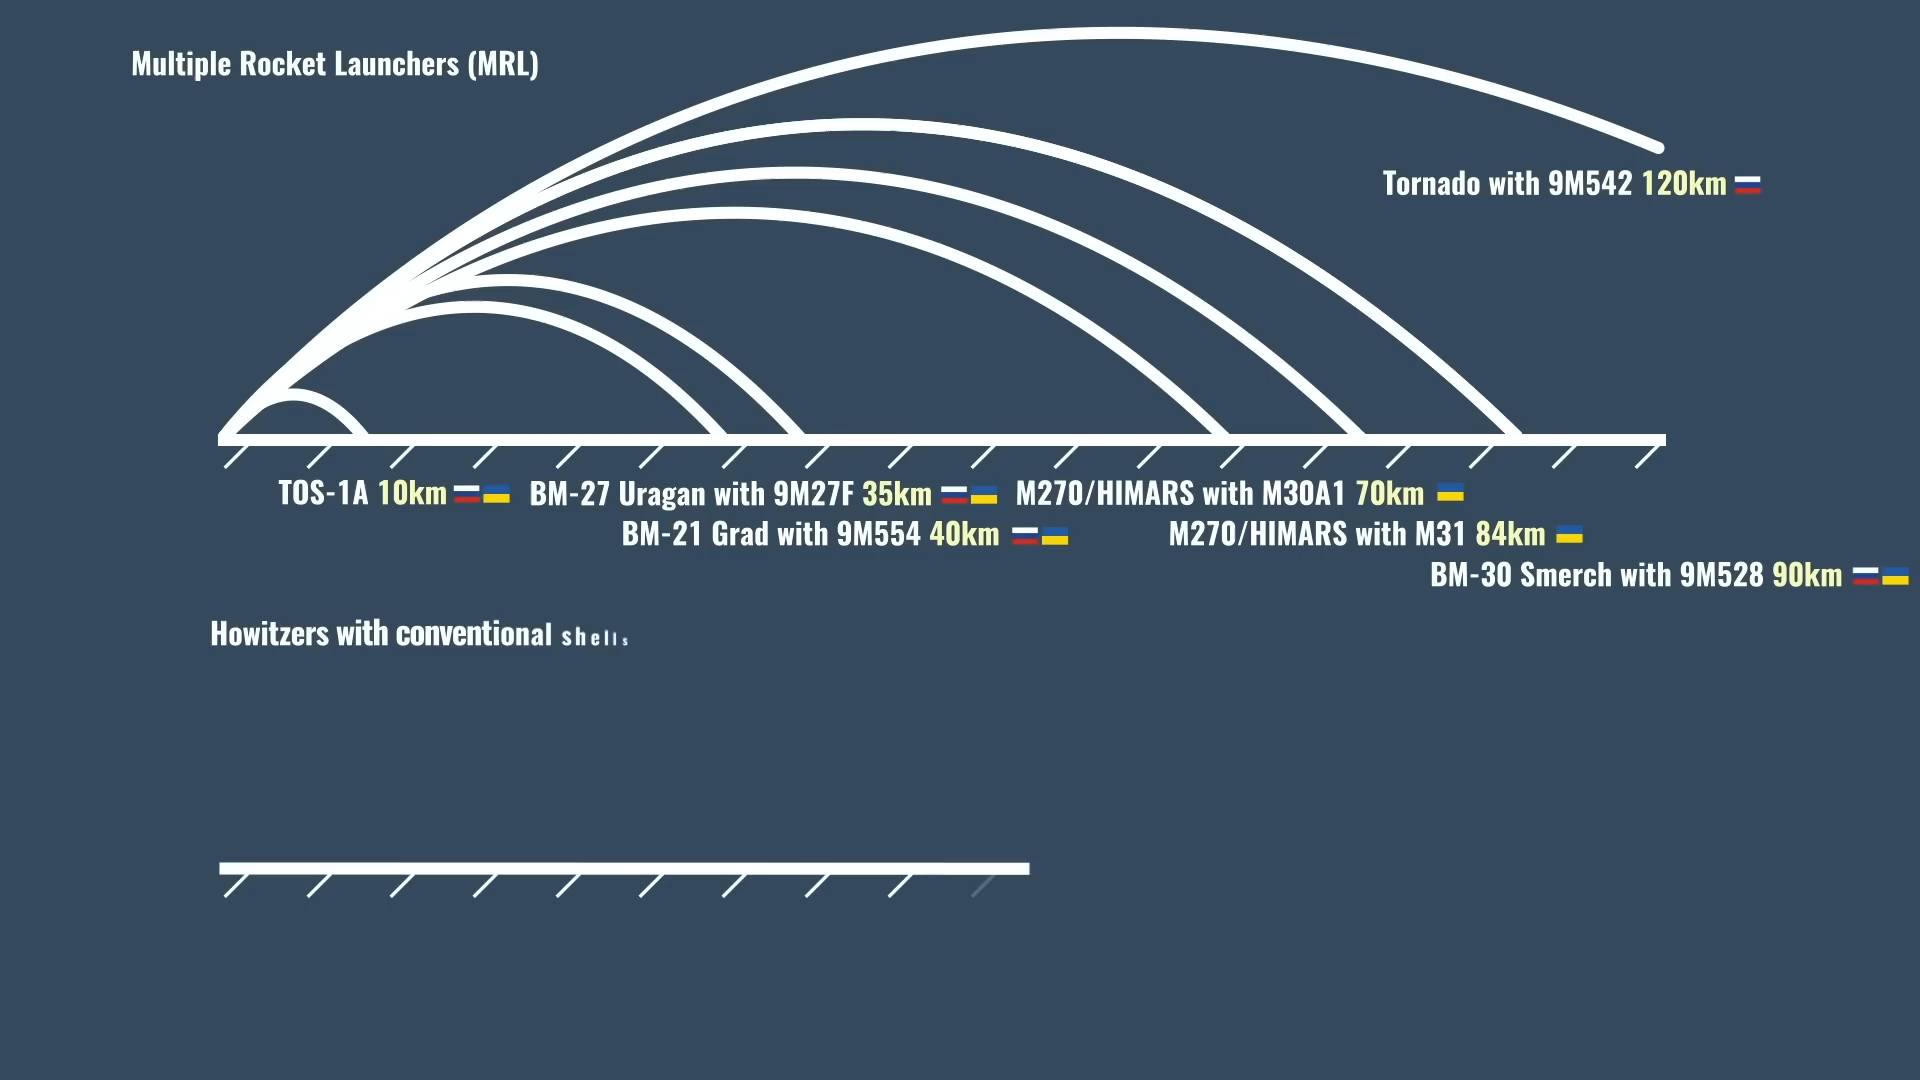 Multiple Rocket Launchers (MRL)
Tornado with 9M542 120km
TOS-1A 10km
BM-27 Uragan with 9M27F 35km
M270/HIMARS with M30A1 70km
BM-21 Grad with 9M554 40km
M270/HIMARS with M31 84km
BM-30 Smerch with 9M528 90km
Howitzers with conventional shells